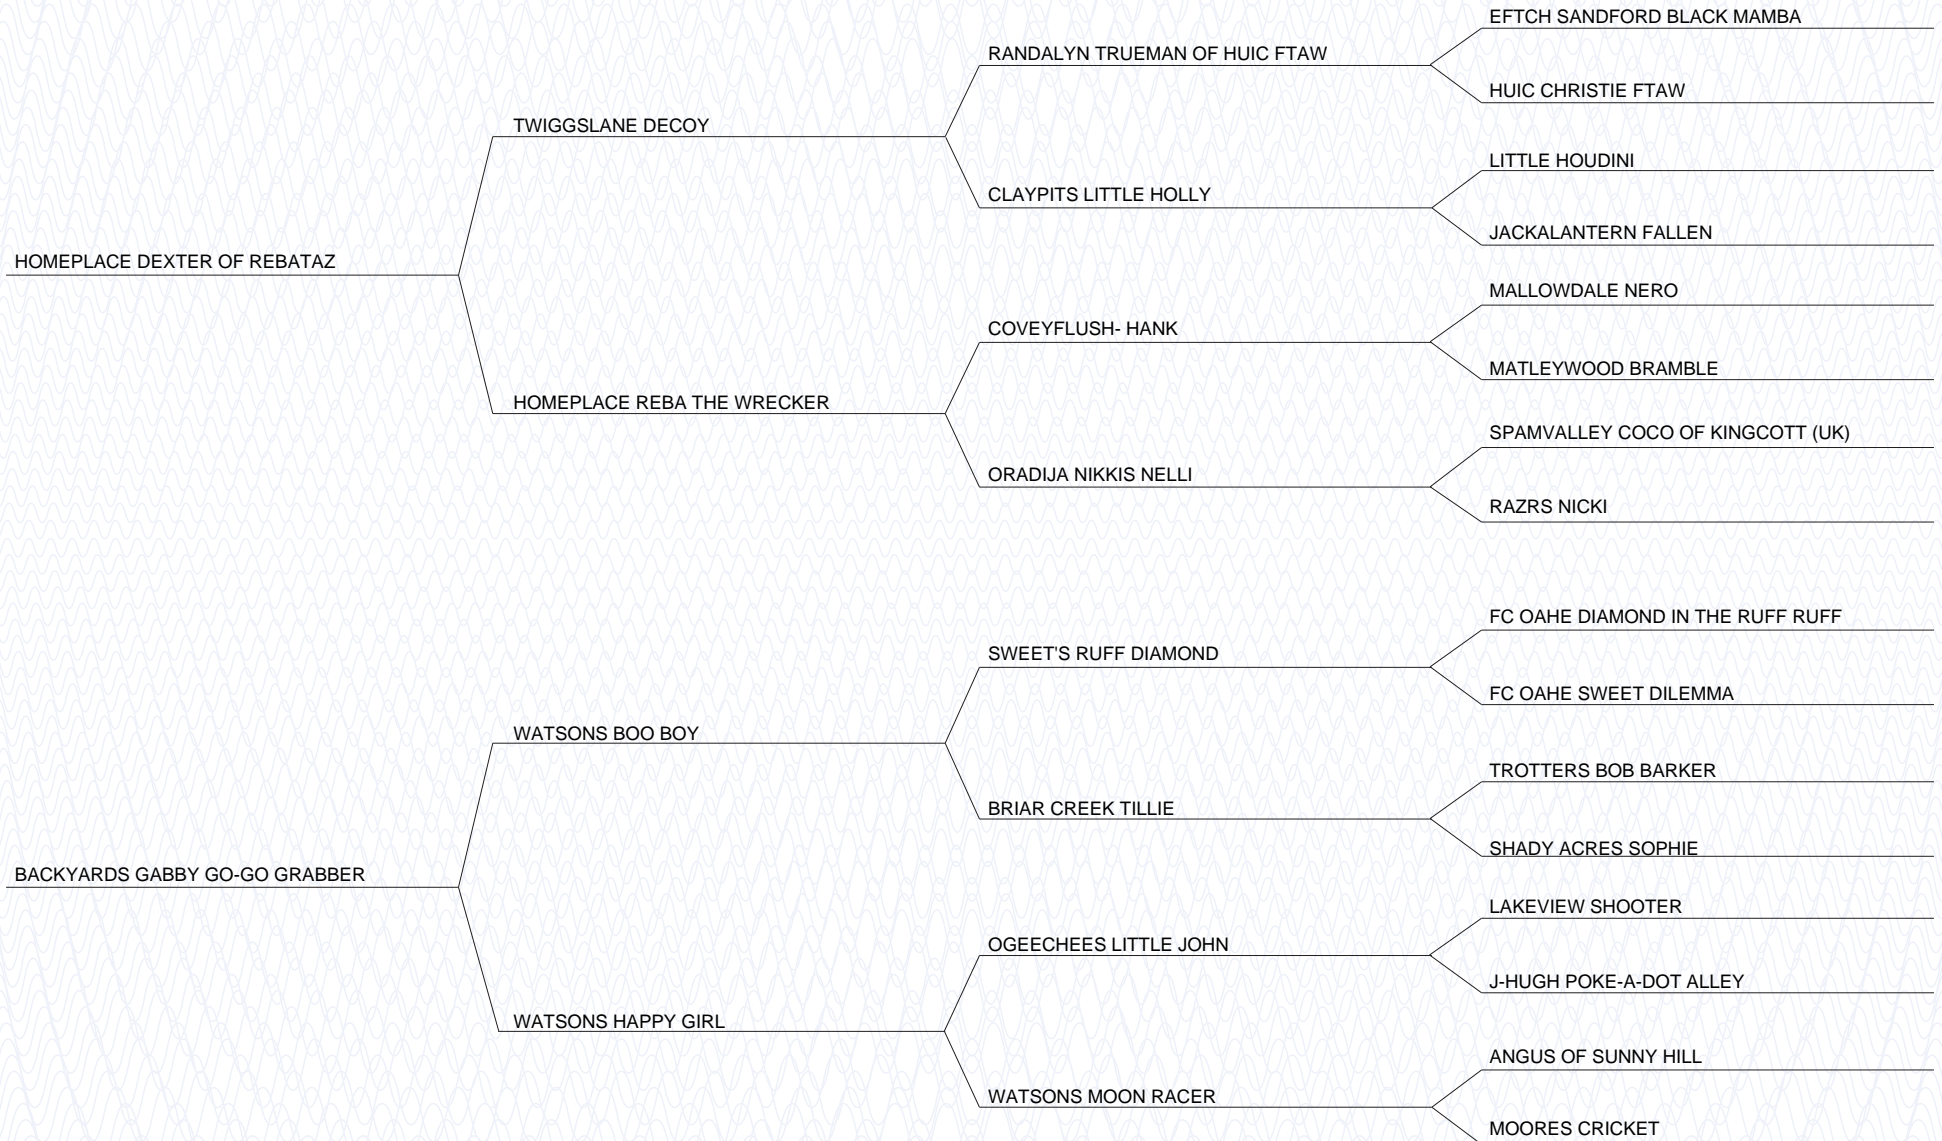 EFTCH SANDFORD BLACK MAMBA
RANDALYN TRUEMAN OF HUIC FTAW
HUIC CHRISTIE FTAW
TWIGGSLANE DECOY
LITTLE HOUDINI
CLAYPITS LITTLE HOLLY
JACKALANTERN FALLEN
HOMEPLACE DEXTER OF REBATAZ
MALLOWDALE NERO
COVEYFLUSH- HANK
MATLEYWOOD BRAMBLE
HOMEPLACE REBA THE WRECKER
SPAMVALLEY COCO OF KINGCOTT (UK)
ORADIJA NIKKIS NELLI
RAZRS NICKI
FC OAHE DIAMOND IN THE RUFF RUFF
SWEET'S RUFF DIAMOND
FC OAHE SWEET DILEMMA
WATSONS BOO BOY
TROTTERS BOB BARKER
BRIAR CREEK TILLIE
SHADY ACRES SOPHIE
BACKYARDS GABBY GO-GO GRABBER
LAKEVIEW SHOOTER
OGEECHEES LITTLE JOHN
J-HUGH POKE-A-DOT ALLEY
WATSONS HAPPY GIRL
ANGUS OF SUNNY HILL
WATSONS MOON RACER
MOORES CRICKET